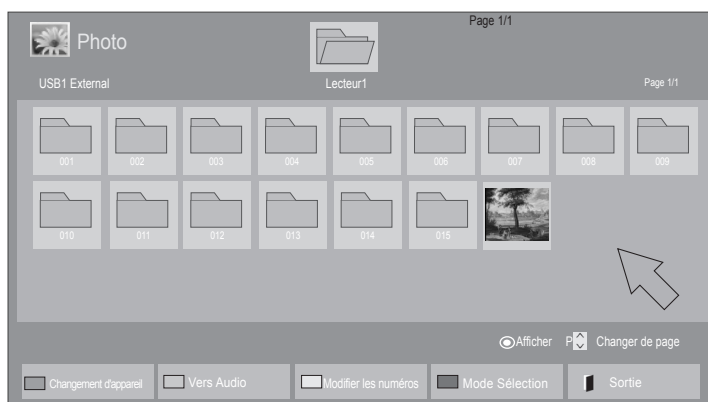 Page 1/1
Photo
USB1 External
Lecteur1
Page 1/1
001 002 003 004 005 006 007 008 009
010 011 012 013 014 015
Afficher P Changer de page
Changement d'appareil Vers Audio Modifier les numéros Mode Sélection Sortie